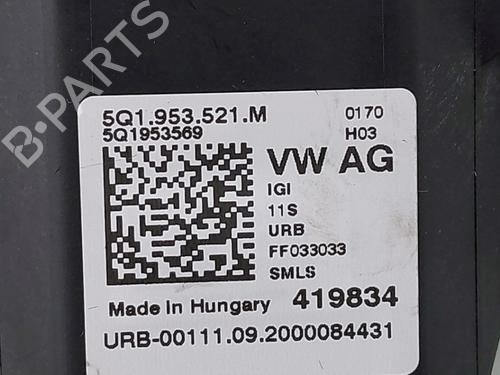 B-PARTS
5Q1.953.521.M 0170
5Q1953569 H03
VW AG
IGI
11S
URB
FF033033
SMLS
Made In Hungary 419834
URB-00111.09.2000084431